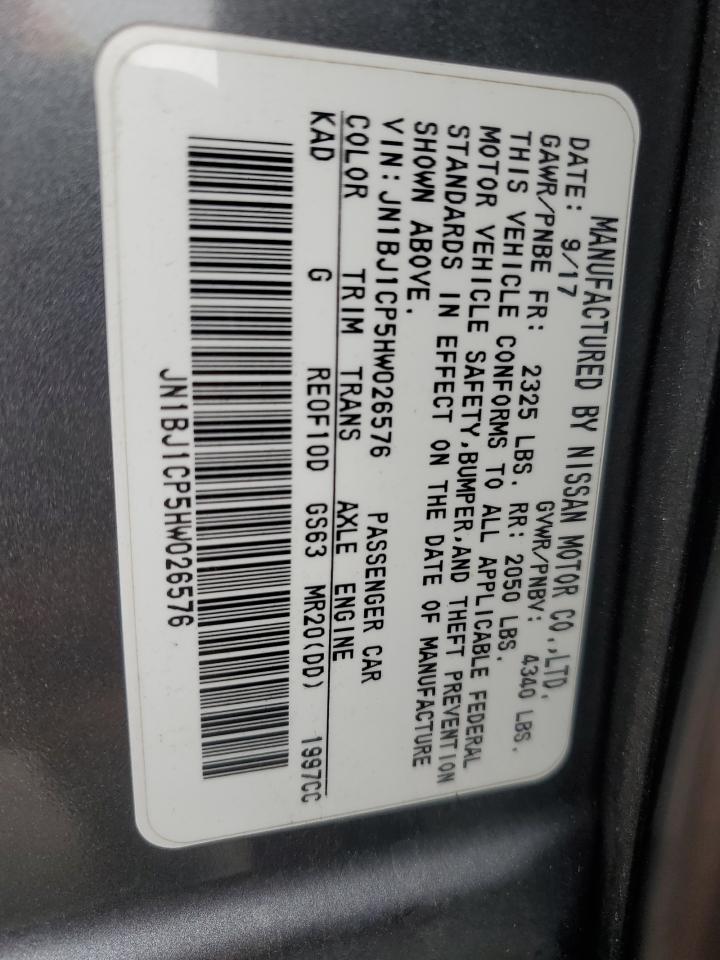 MANUFACTURED BY NISSAN MOTOR CO.,LTD.
DATE: 9/17 GVWR/PNBV: 4340 LBS.
GAWR/PNBE FR: 2325 LBS. RR: 2050 LBS.
THIS VEHICLE CONFORMS TO ALL APPLICABLE FEDERAL
MOTOR VEHICLE SAFETY,BUMPER,AND THEFT PREVENTION
STANDARDS IN EFFECT ON THE DATE OF MANUFACTURE
SHOWN ABOVE.
VIN:JN1BJ1CP5HW026576 PASSENGER CAR
COLOR TRIM TRANS AXLE ENGINE
KAD G RE0F10D GS63 MR20(DD) 1997CC
JN1BJ1CP5HW026576